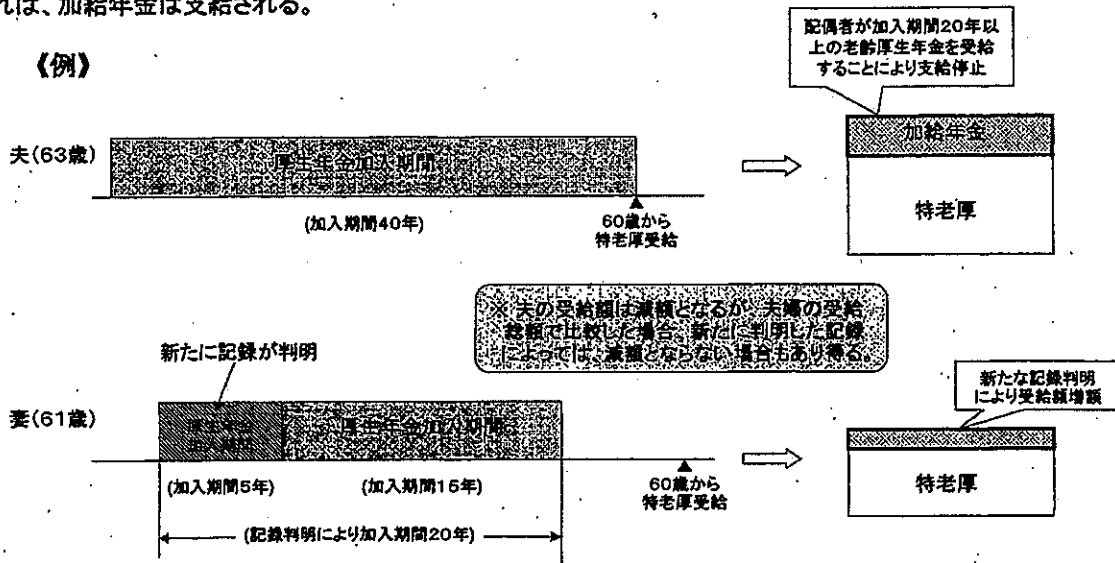 れば、加給年金は支給される。
《例》
配偶者が加入期間20年以
上の老齢厚生年金を受給
することにより支給停止
夫(63歳)
厚生年金加入期間
(加入期間40年)
60歳から
特老厚受給
加給年金
特老厚
※ 夫の受給額は減額となるが、夫婦の受給
総額で比較した場合、新たに判明した記録
によっては、減額とならない場合もあり得る。
新たに記録が判明
新たな記録判明
により受給額増額
妻(61歳)
厚生年金
加入期間
厚生年金加入期間
(加入期間5年)
(加入期間15年)
60歳から
特老厚受給
特老厚
(記録判明により加入期間20年)